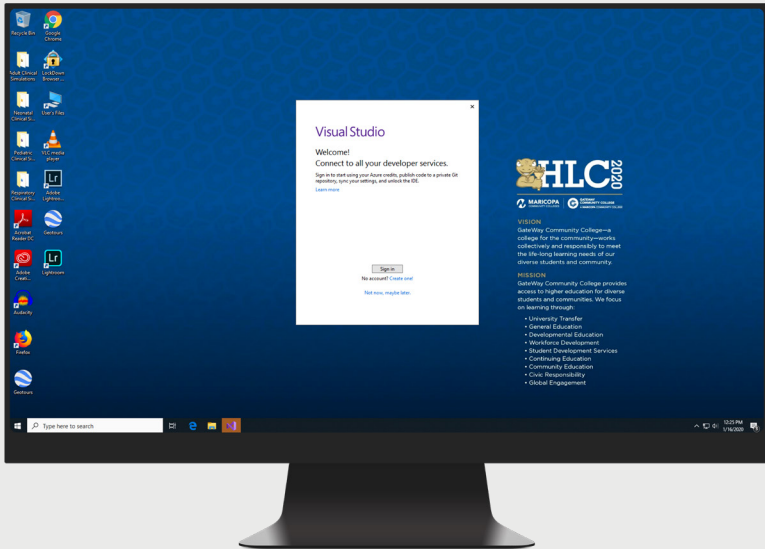 Recycle Bin
Google
Chrome
Adult Clinical
Simulations
LockDown
Browser...
Neonatal
Clinical Si...
User's Files
Pediatric
Clinical Si...
VLC media
player
Respiratory
Clinical Si...
Lr
Adobe
Lightroo...
Acrobat
Reader DC
Geotours
Adobe
Creati...
Lr
Lightroom
Audacity
Firefox
Geotours
Visual Studio
Welcome!
Connect to all your developer services.
Sign in to start using your Azure credits, publish code to a private Git
repository, sync your settings, and unlock the IDE.
Learn more
Sign in
No account? Create one!
Not now, maybe later.
HLC 2020
MARICOPA
COMMUNITY COLLEGES
GATEWAY
COMMUNITY COLLEGE
A MARICOPA COMMUNITY COLLEGE
VISION
GateWay Community College—a
college for the community—works
collectively and responsibly to meet
the life-long learning needs of our
diverse students and community.
MISSION
GateWay Community College provides
access to higher education for diverse
students and communities. We focus
on learning through:
• University Transfer
• General Education
• Developmental Education
• Workforce Development
• Student Development Services
• Continuing Education
• Community Education
• Civic Responsibility
• Global Engagement
Type here to search
12:25 PM
1/16/2020